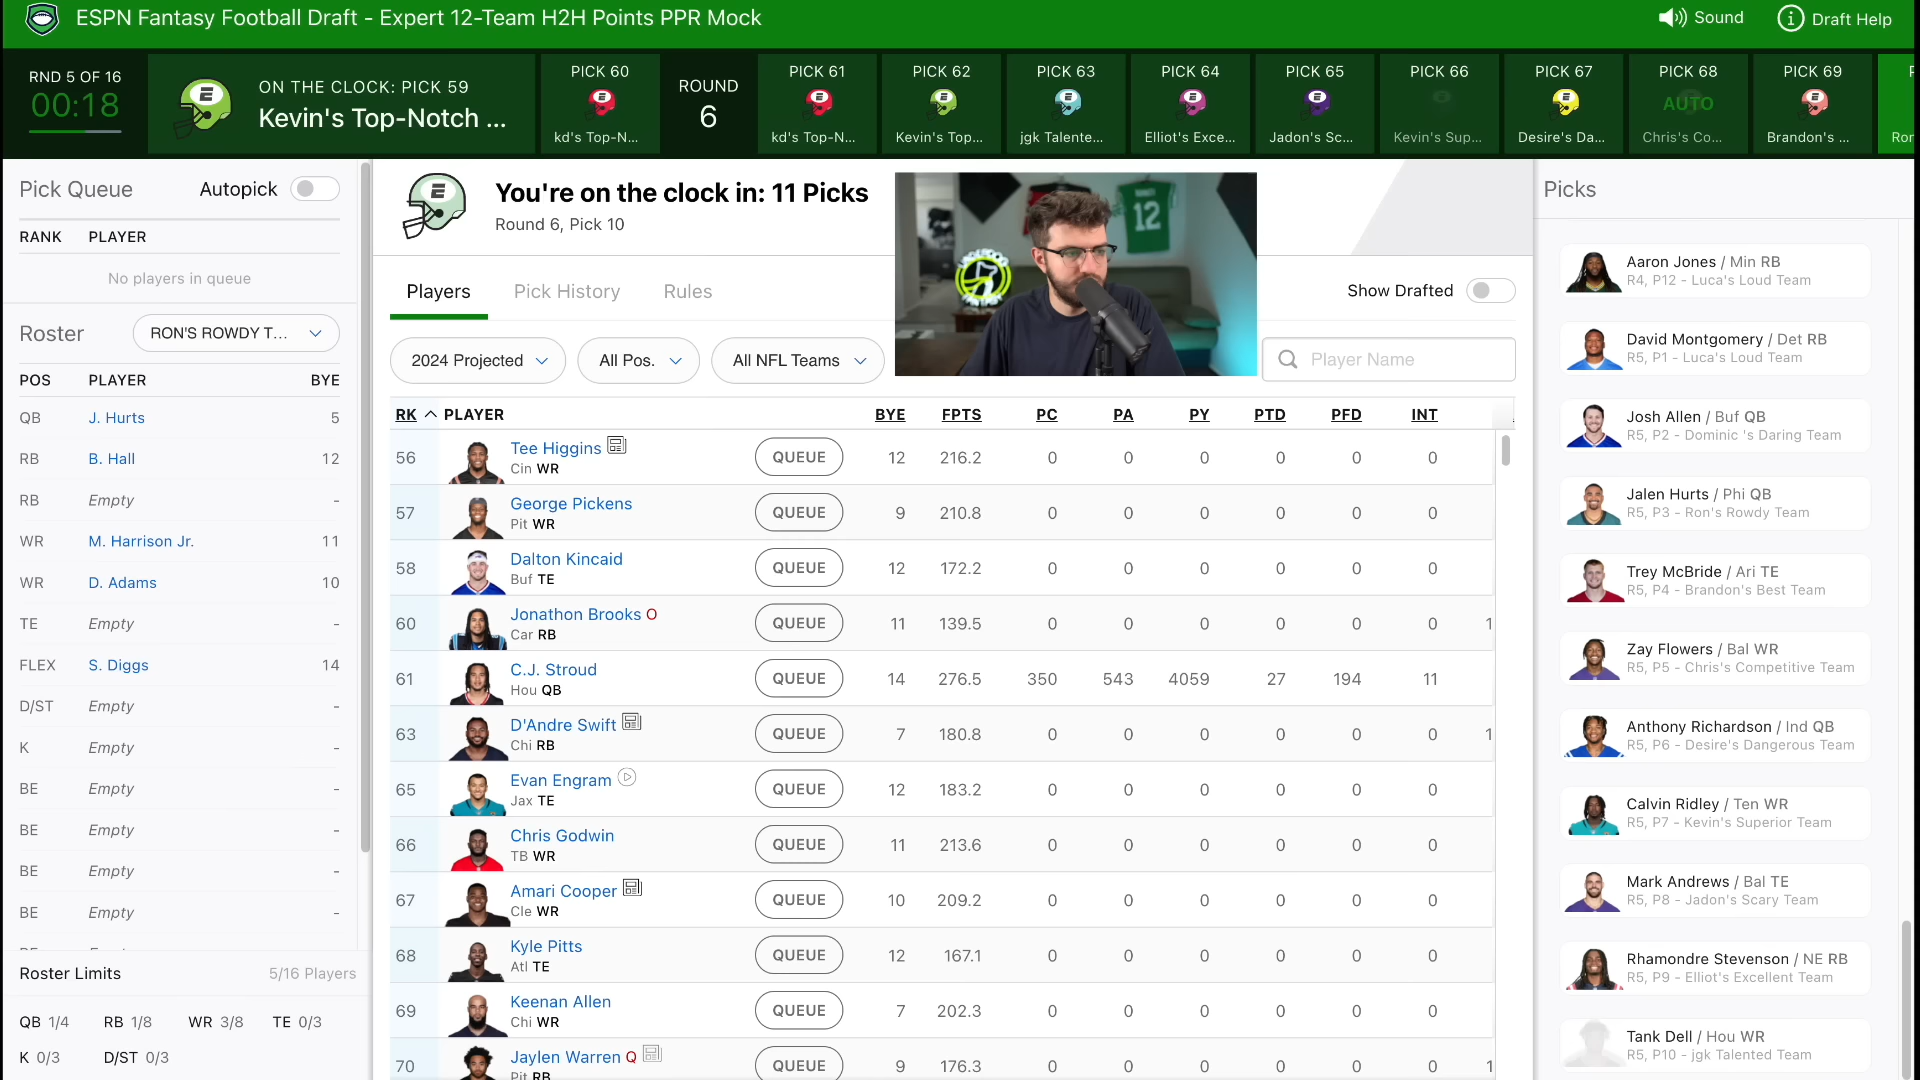 ESPN Fantasy Football Draft - Expert 12-Team H2H Points PPR Mock
Sound
Draft Help
RND 5 OF 16
00:18
ON THE CLOCK: PICK 59
Kevin's Top-Notch ...
PICK 60
kd's Top-N...
ROUND
6
PICK 61
kd's Top-N...
PICK 62
Kevin's Top...
PICK 63
jgk Talente...
PICK 64
Elliot's Exce...
PICK 65
Jadon's Sc...
PICK 66
Kevin's Sup...
PICK 67
Desire's Da...
PICK 68
AUTO
Chris's Co...
PICK 69
Brandon's ...
Pick Queue
Autopick
RANK PLAYER
No players in queue
Roster
RON'S ROWDY T...
POS PLAYER BYE
QB J. Hurts 5
RB B. Hall 12
RB Empty -
WR M. Harrison Jr. 11
WR D. Adams 10
TE Empty -
FLEX S. Diggs 14
D/ST Empty -
K Empty -
BE Empty -
BE Empty -
BE Empty -
BE Empty -
Roster Limits 5/16 Players
QB 1/4 RB 1/8 WR 3/8 TE 0/3
K 0/3 D/ST 0/3
You're on the clock in: 11 Picks
Round 6, Pick 10
Players
Pick History
Rules
12
Show Drafted
2024 Projected
All Pos.
All NFL Teams
Player Name
RK PLAYER BYE FPTS PC PA PY PTD PFD INT
56 Tee Higgins QUEUE 12 216.2 0 0 0 0 0 0
Cin WR
57 George Pickens QUEUE 9 210.8 0 0 0 0 0 0
Pit WR
58 Dalton Kincaid QUEUE 12 172.2 0 0 0 0 0 0
Buf TE
60 Jonathon Brooks O QUEUE 11 139.5 0 0 0 0 0 0 1
Car RB
61 C.J. Stroud QUEUE 14 276.5 350 543 4059 27 194 11
Hou QB
63 D'Andre Swift QUEUE 7 180.8 0 0 0 0 0 0 1
Chi RB
65 Evan Engram QUEUE 12 183.2 0 0 0 0 0 0
Jax TE
66 Chris Godwin QUEUE 11 213.6 0 0 0 0 0 0
TB WR
67 Amari Cooper QUEUE 10 209.2 0 0 0 0 0 0
Cle WR
68 Kyle Pitts QUEUE 12 167.1 0 0 0 0 0 0
Atl TE
69 Keenan Allen QUEUE 7 202.3 0 0 0 0 0 0
Chi WR
70 Jaylen Warren Q QUEUE 9 176.3 0 0 0 0 0 0 1
Pit RB
Picks
Aaron Jones / Min RB
R4, P12 - Luca's Loud Team
David Montgomery / Det RB
R5, P1 - Luca's Loud Team
Josh Allen / Buf QB
R5, P2 - Dominic 's Daring Team
Jalen Hurts / Phi QB
R5, P3 - Ron's Rowdy Team
Trey McBride / Ari TE
R5, P4 - Brandon's Best Team
Zay Flowers / Bal WR
R5, P5 - Chris's Competitive Team
Anthony Richardson / Ind QB
R5, P6 - Desire's Dangerous Team
Calvin Ridley / Ten WR
R5, P7 - Kevin's Superior Team
Mark Andrews / Bal TE
R5, P8 - Jadon's Scary Team
Rhamondre Stevenson / NE RB
R5, P9 - Elliot's Excellent Team
Tank Dell / Hou WR
R5, P10 - jgk Talented Team